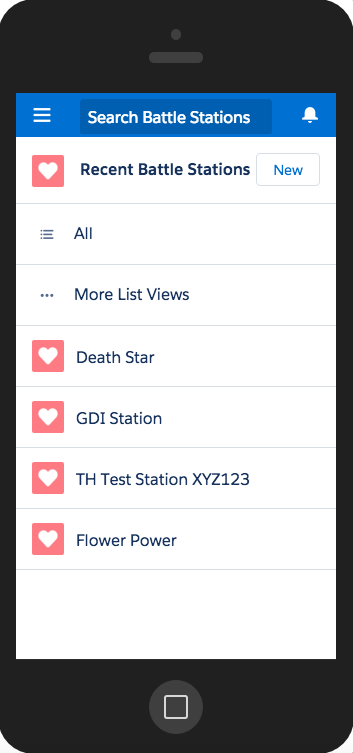 Search Battle Stations
Recent Battle Stations New
All
More List Views
Death Star
GDI Station
TH Test Station XYZ123
Flower Power